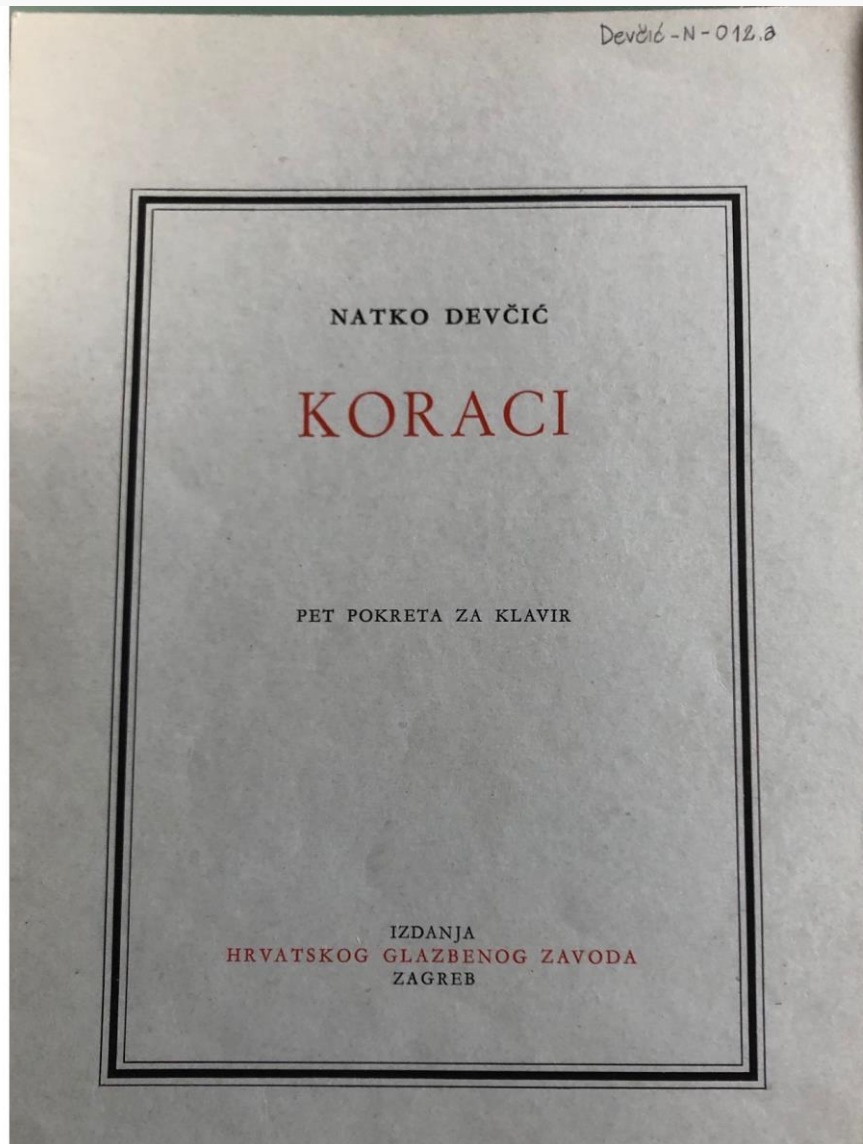 Devčić-N-012.a
NATKO DEVČIĆ
KORACI
PET POKRETA ZA KLAVIR
IZDANJA
HRVATSKOG GLAZBENOG ZAVODA
ZAGREB